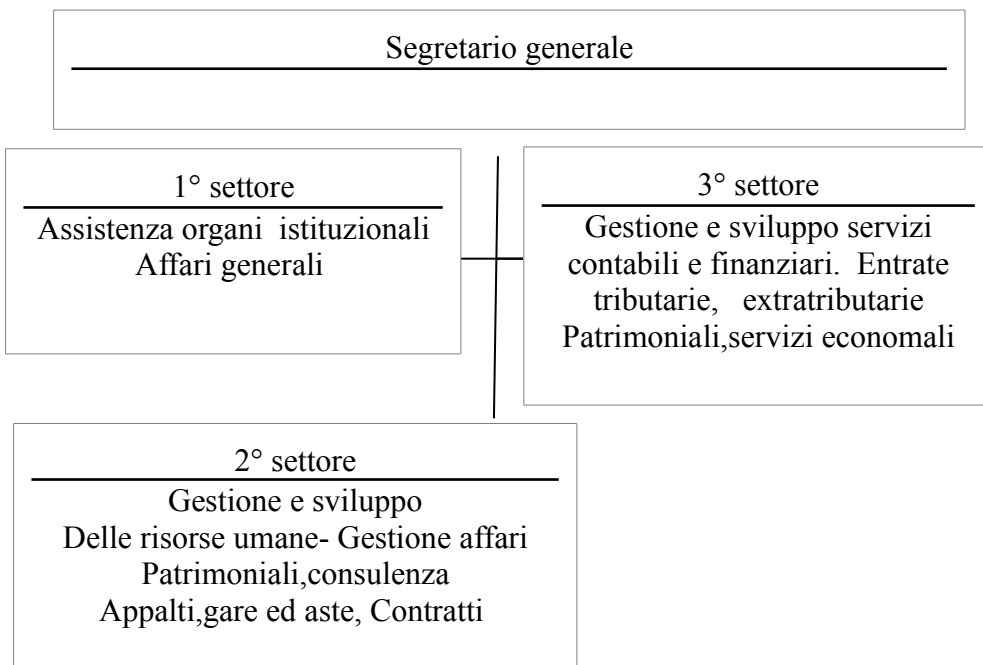 Segretario generale
1° settore
Assistenza organi istituzionali
Affari generali
3° settore
Gestione e sviluppo servizi
contabili e finanziari. Entrate
tributarie, extratributarie
Patrimoniali,servizi economali
2° settore
Gestione e sviluppo
Delle risorse umane- Gestione affari
Patrimoniali,consulenza
Appalti,gare ed aste, Contratti